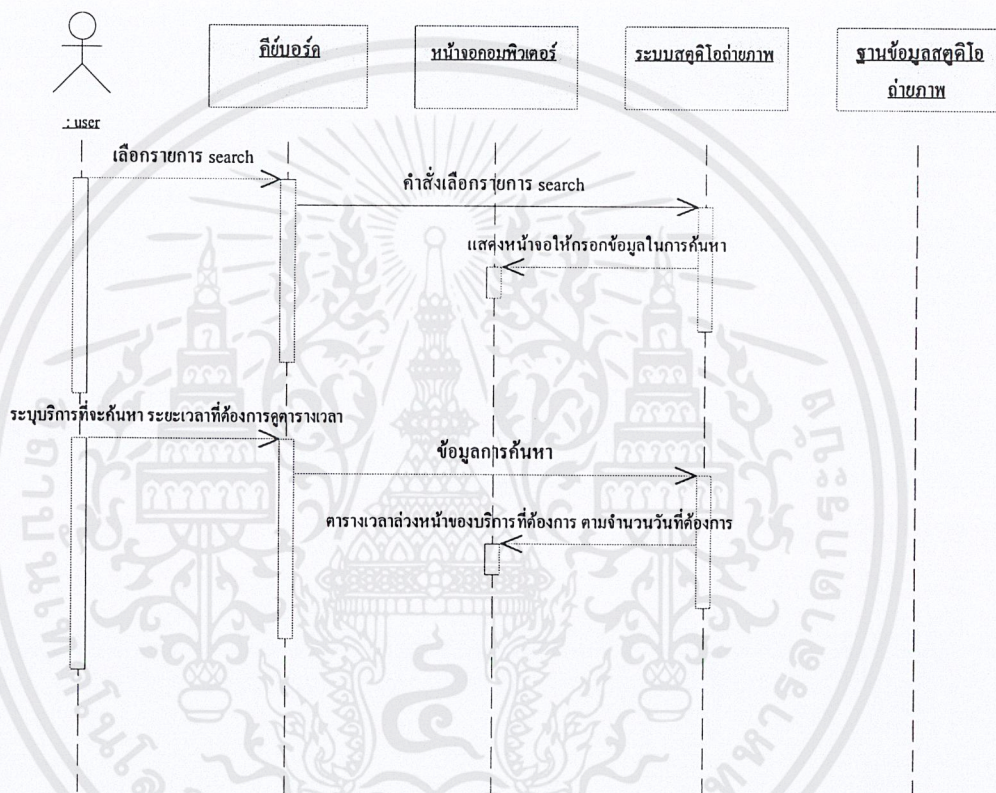 คีย์บอร์ด
หน้าจอคอมพิวเตอร์
ระบบสตูดิโอถ่ายภาพ
ฐานข้อมูลสตูดิโอ
ถ่ายภาพ
: user
เลือกรายการ search
คำสั่งเลือกรายการ search
แสดงหน้าจอให้กรอกข้อมูลในการค้นหา
ระบุบริการที่จะค้นหา ระยะเวลาที่ต้องการดูตารางเวลา
ข้อมูลการค้นหา
ตารางเวลาล่วงหน้าของบริการที่ต้องการ ตามจำนวนวันที่ต้องการ